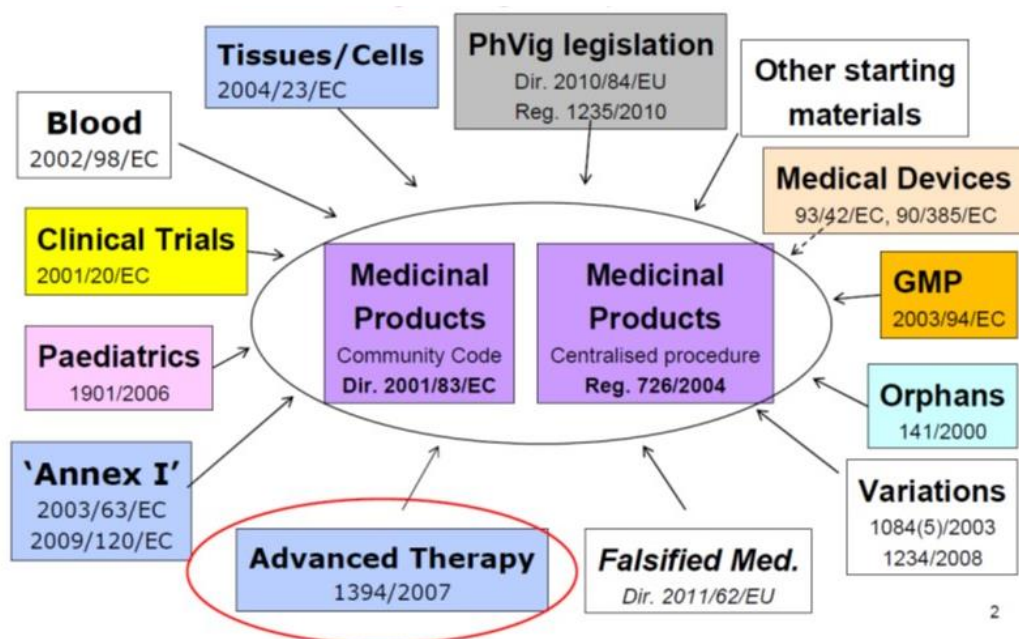 Tissues/Cells
2004/23/EC
PhVig legislation
Dir. 2010/84/EU
Reg. 1235/2010
Other starting
materials
Blood
2002/98/EC
Medical Devices
93/42/EC, 90/385/EC
Clinical Trials
2001/20/EC
Medicinal
Products
Community Code
Dir. 2001/83/EC
Medicinal
Products
Centralised procedure
Reg. 726/2004
GMP
2003/94/EC
Paediatrics
1901/2006
Orphans
141/2000
‘Annex I’
2003/63/EC
2009/120/EC
Advanced Therapy
1394/2007
Falsified Med.
Dir. 2011/62/EU
Variations
1084(5)/2003
1234/2008
2